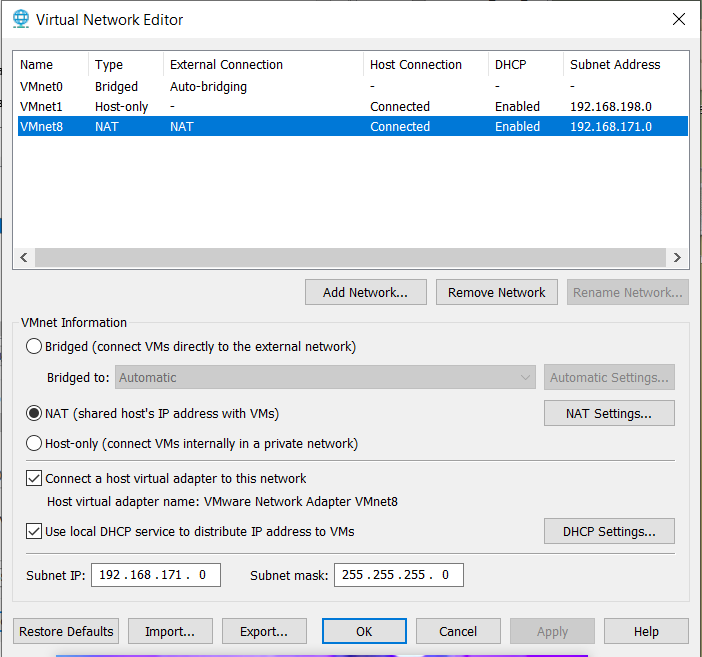 Virtual Network Editor
Name Type External Connection Host Connection DHCP Subnet Address
VMnet0 Bridged Auto-bridging - - -
VMnet1 Host-only - Connected Enabled 192.168.198.0
VMnet8 NAT NAT Connected Enabled 192.168.171.0
Add Network... Remove Network Rename Network...
VMnet Information
Bridged (connect VMs directly to the external network)
Bridged to: Automatic Automatic Settings...
NAT (shared host's IP address with VMs) NAT Settings...
Host-only (connect VMs internally in a private network)
Connect a host virtual adapter to this network
Host virtual adapter name: VMware Network Adapter VMnet8
Use local DHCP service to distribute IP address to VMs DHCP Settings...
Subnet IP: 192 . 168 . 171 . 0 Subnet mask: 255 . 255 . 255 . 0
Restore Defaults Import... Export... OK Cancel Apply Help